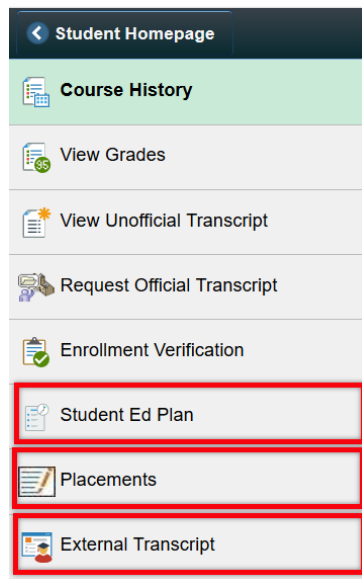 Student Homepage
Course History
View Grades
95
View Unofficial Transcript
Request Official Transcript
Enrollment Verification
Student Ed Plan
Placements
External Transcript